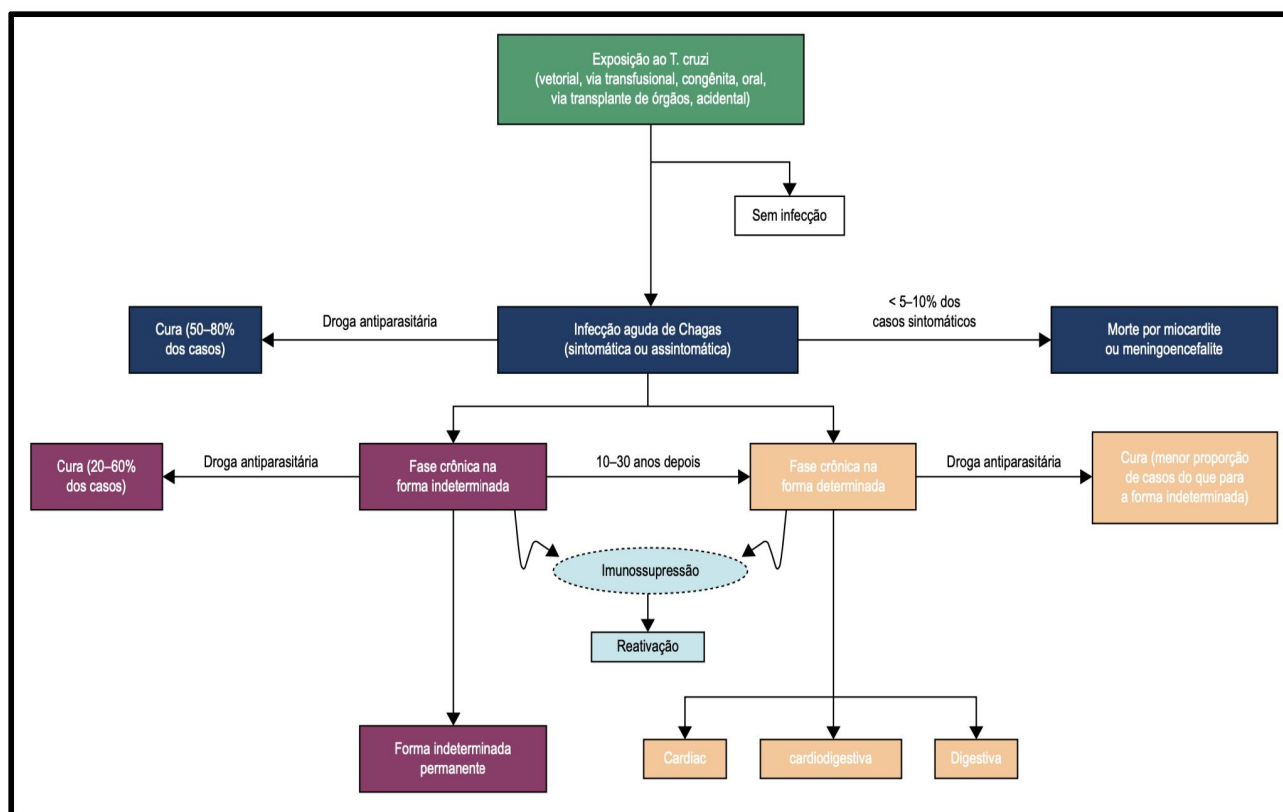 Exposição ao T. cruzi
(vetorial, via transfusional, congênita, oral,
via transplante de órgãos, acidental)
Sem infecção
Cura (50–80%
dos casos)
Droga antiparasitária
Infecção aguda de Chagas
(sintomática ou assintomática)
< 5–10% dos
casos sintomáticos
Morte por miocardite
ou meningoencefalite
Cura (20–60%
dos casos)
Droga antiparasitária
Fase crônica na
forma indeterminada
10–30 anos depois
Fase crônica na
forma determinada
Droga antiparasitária
Cura (menor proporção
de casos do que para
a forma indeterminada)
Imunossupressão
Reativação
Forma indeterminada
permanente
Cardiac
cardiodigestiva
Digestiva